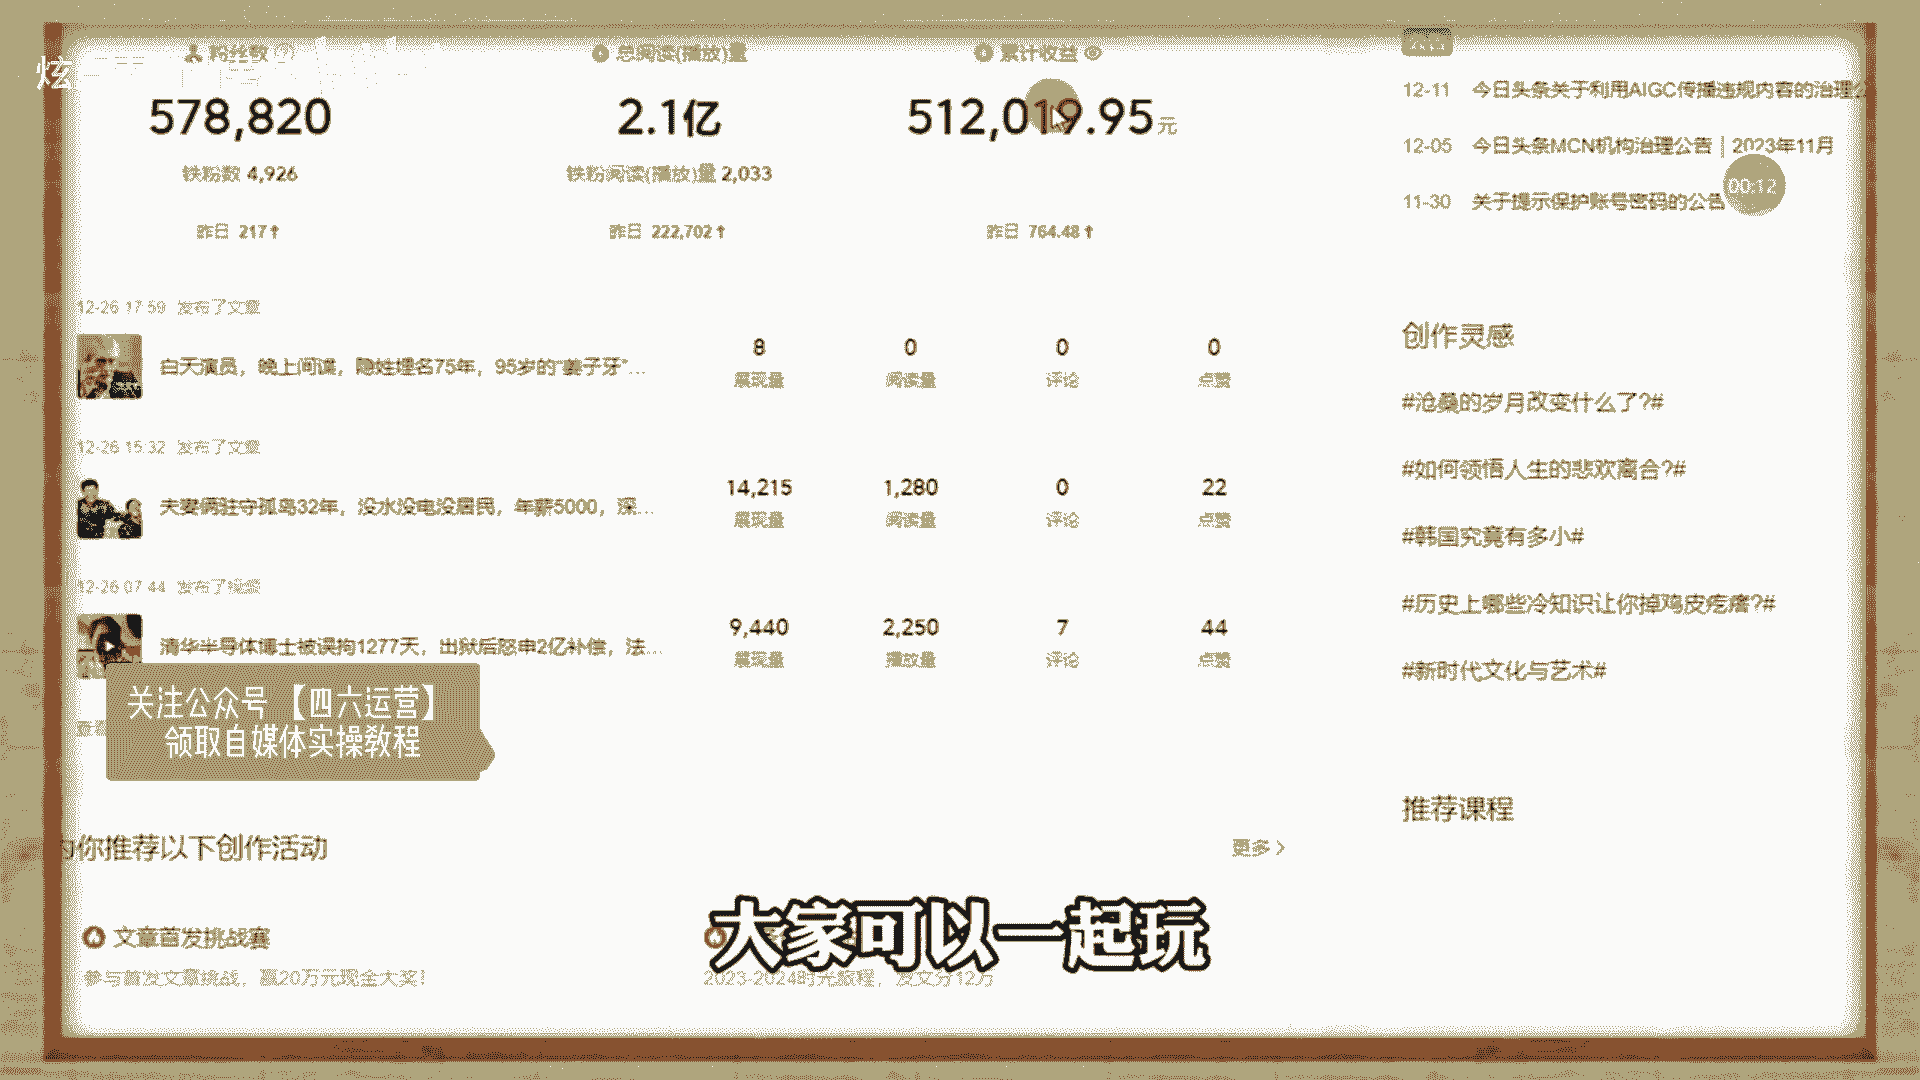 炫
粉丝数
总阅读(播放)量
累计收益
578,820
2.1亿
512,019.95元
铁粉数 4,926
铁粉阅读(播放)量 2,033
昨日 217↑
昨日 222,702↑
昨日 764.48↑
12-11 今日头条关于利用AIGC传播违规内容的治理公
12-05 今日头条MCN机构治理公告 | 2023年11月
11-30 关于提示保护账号密码的公告
00:12
12-26 17:59 发布了文章
白天演员，晚上间谍，隐姓埋名75年，95岁的“姜子牙”...
8 0 0 0
展现量 阅读量 评论 点赞
12-26 15:32 发布了文章
夫妻俩驻守孤岛32年，没水没电没居民，年薪5000，深...
14,215 1,280 0 22
展现量 阅读量 评论 点赞
12-26 07:44 发布了视频
清华半导体博士被误拘1277天，出狱后怒申2亿补偿，法...
9,440 2,250 7 44
展现量 播放量 评论 点赞
关注公众号【四六运营】
领取自媒体实操教程
创作灵感
#沧桑的岁月改变什么了?#
#如何领悟人生的悲欢离合?#
#韩国究竟有多小#
#历史上哪些冷知识让你掉鸡皮疙瘩?#
#新时代文化与艺术#
推荐课程
为你推荐以下创作活动
更多 >
文章首发挑战赛
参与首发文章挑战，赢20万元现金大奖！
2023-2024时光旅程，发文分12万
大家可以一起玩